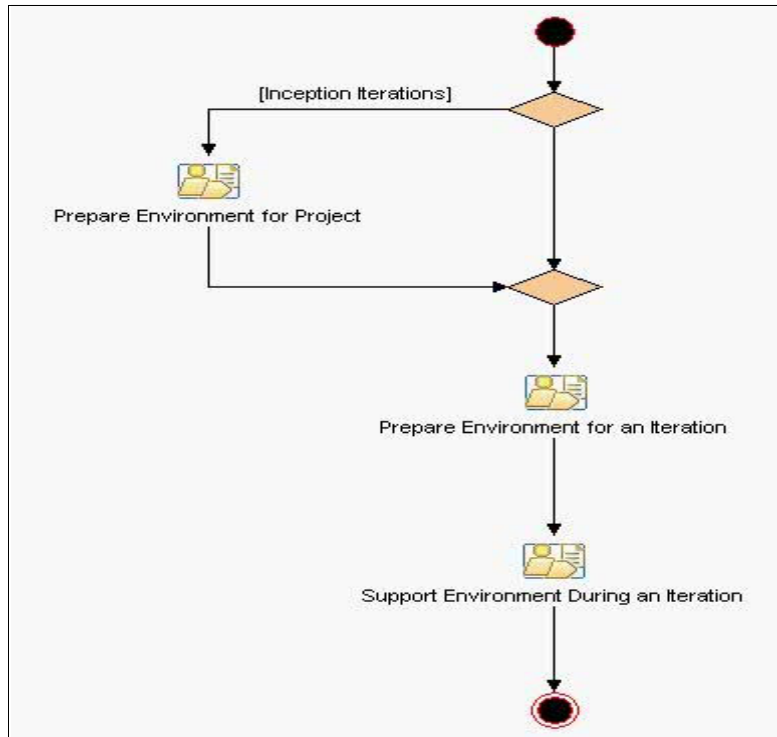 [Inception Iterations]
Prepare Environment for Project
Prepare Environment for an Iteration
Support Environment During an Iteration